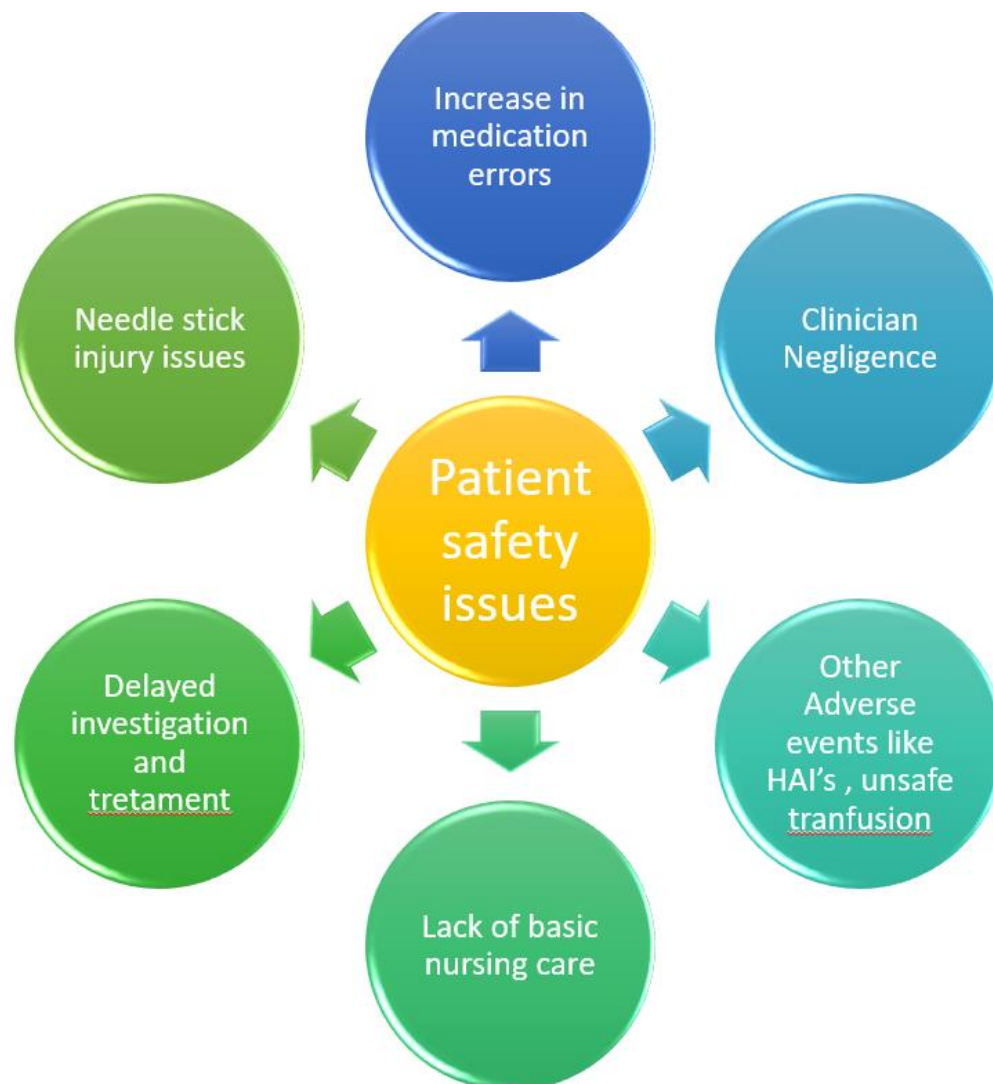 Increase in
medication
errors
Needle stick
injury issues
Clinician
Negligence
Patient
safety
issues
Delayed
investigation
and
tretament
Other
Adverse
events like
HAI's , unsafe
tranfusion
Lack of basic
nursing care